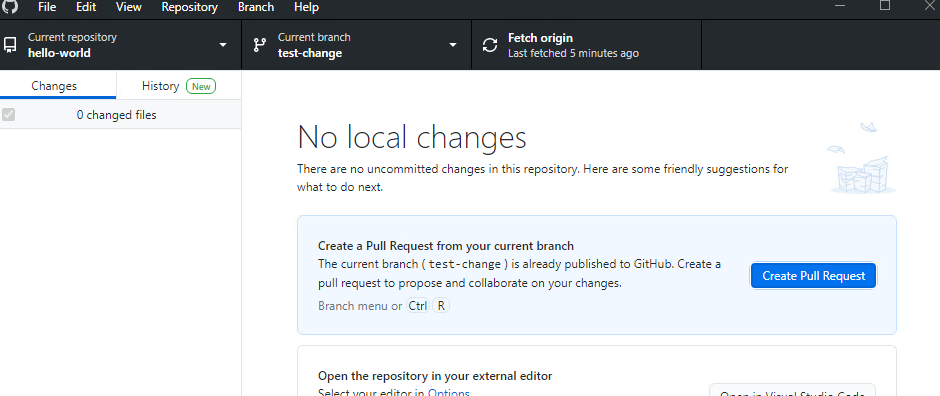 File Edit View Repository Branch Help
Current repository
hello-world
Current branch
test-change
Fetch origin
Last fetched 5 minutes ago
Changes
History New
0 changed files
No local changes
There are no uncommitted changes in this repository. Here are some friendly suggestions for
what to do next.
Create a Pull Request from your current branch
The current branch ( test-change ) is already published to GitHub. Create a
pull request to propose and collaborate on your changes.
Branch menu or Ctrl R
Create Pull Request
Open the repository in your external editor
Select your editor in Options
Open in Visual Studio Code